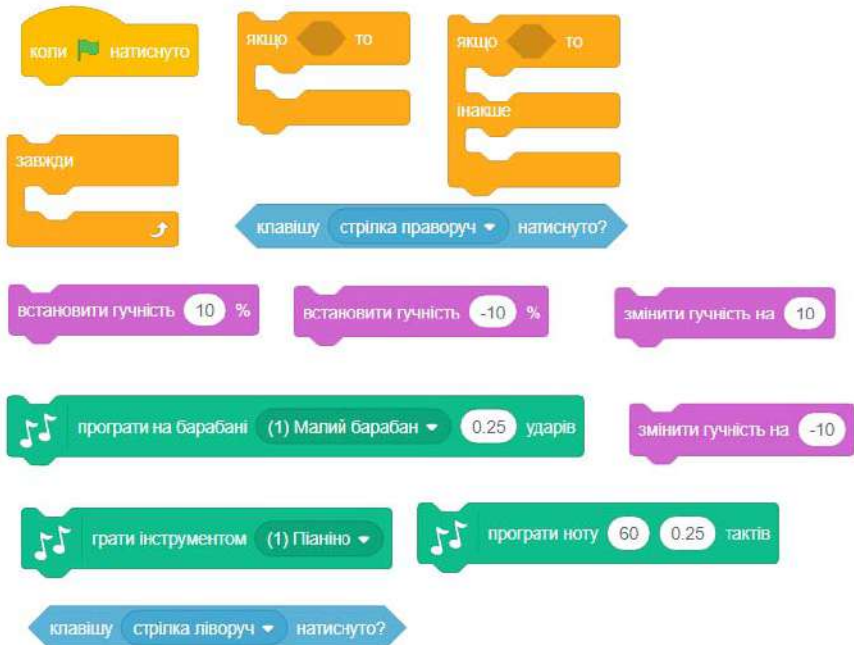 коли натиснуто
якщо то
якщо то
інакше
завжди
клавішу стрілка праворуч натиснуто?
встановити гучність 10 %
встановити гучність -10 %
змінити гучність на 10
програти на барабані (1) Малий барабан 0.25 ударів
змінити гучність на -10
грати інструментом (1) Піаніно
програти ноту 60 0.25 тактів
клавішу стрілка ліворуч натиснуто?